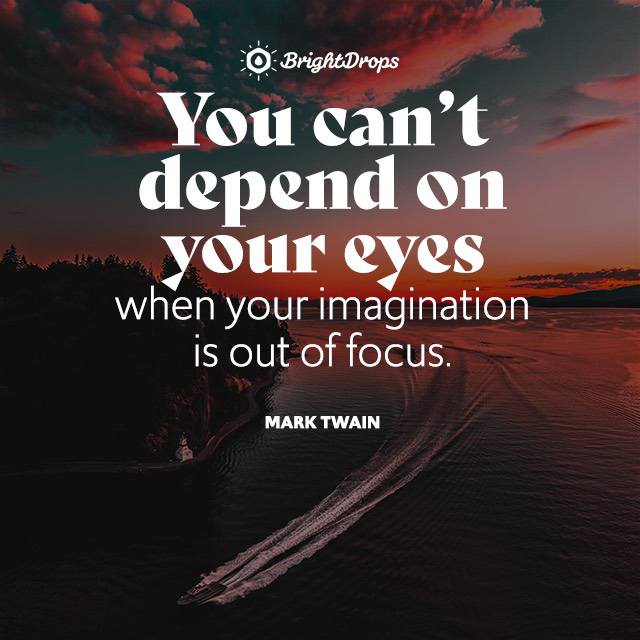 BrightDrops
You can't
depend on
your eyes
when your imagination
is out of focus.
MARK TWAIN